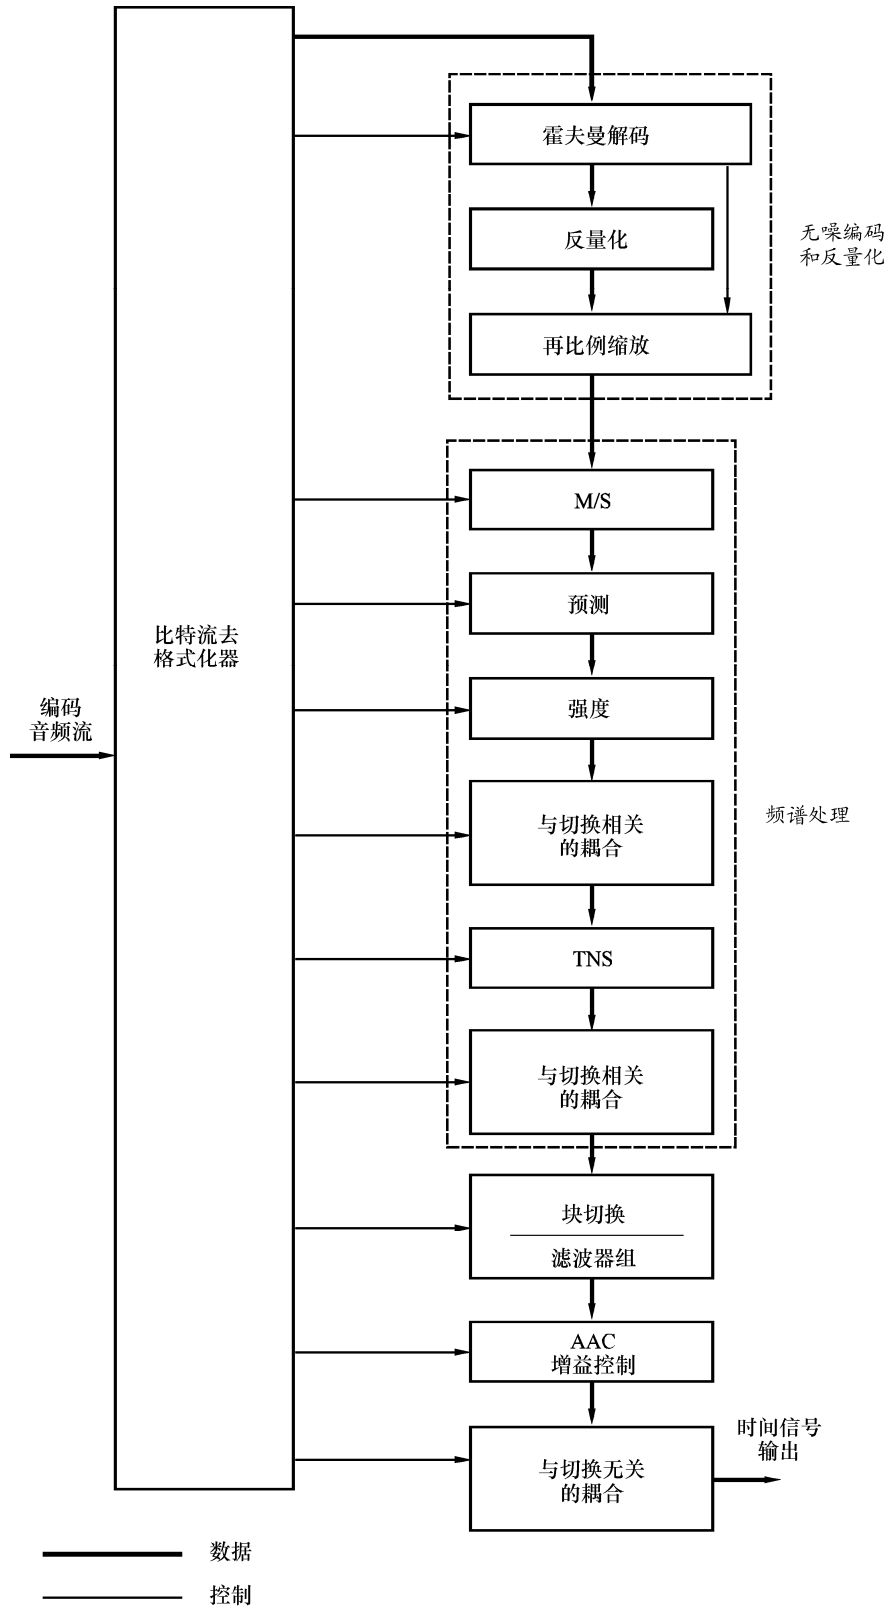 霍夫曼解码
反量化
无噪编码
和反量化
再比例缩放
M/S
预测
比特流去
格式化器
编码
音频流
强度
与切换相关
的耦合
频谱处理
TNS
与切换相关
的耦合
块切换
滤波器组
AAC
增益控制
与切换无关
的耦合
时间信号
输出
数据
控制